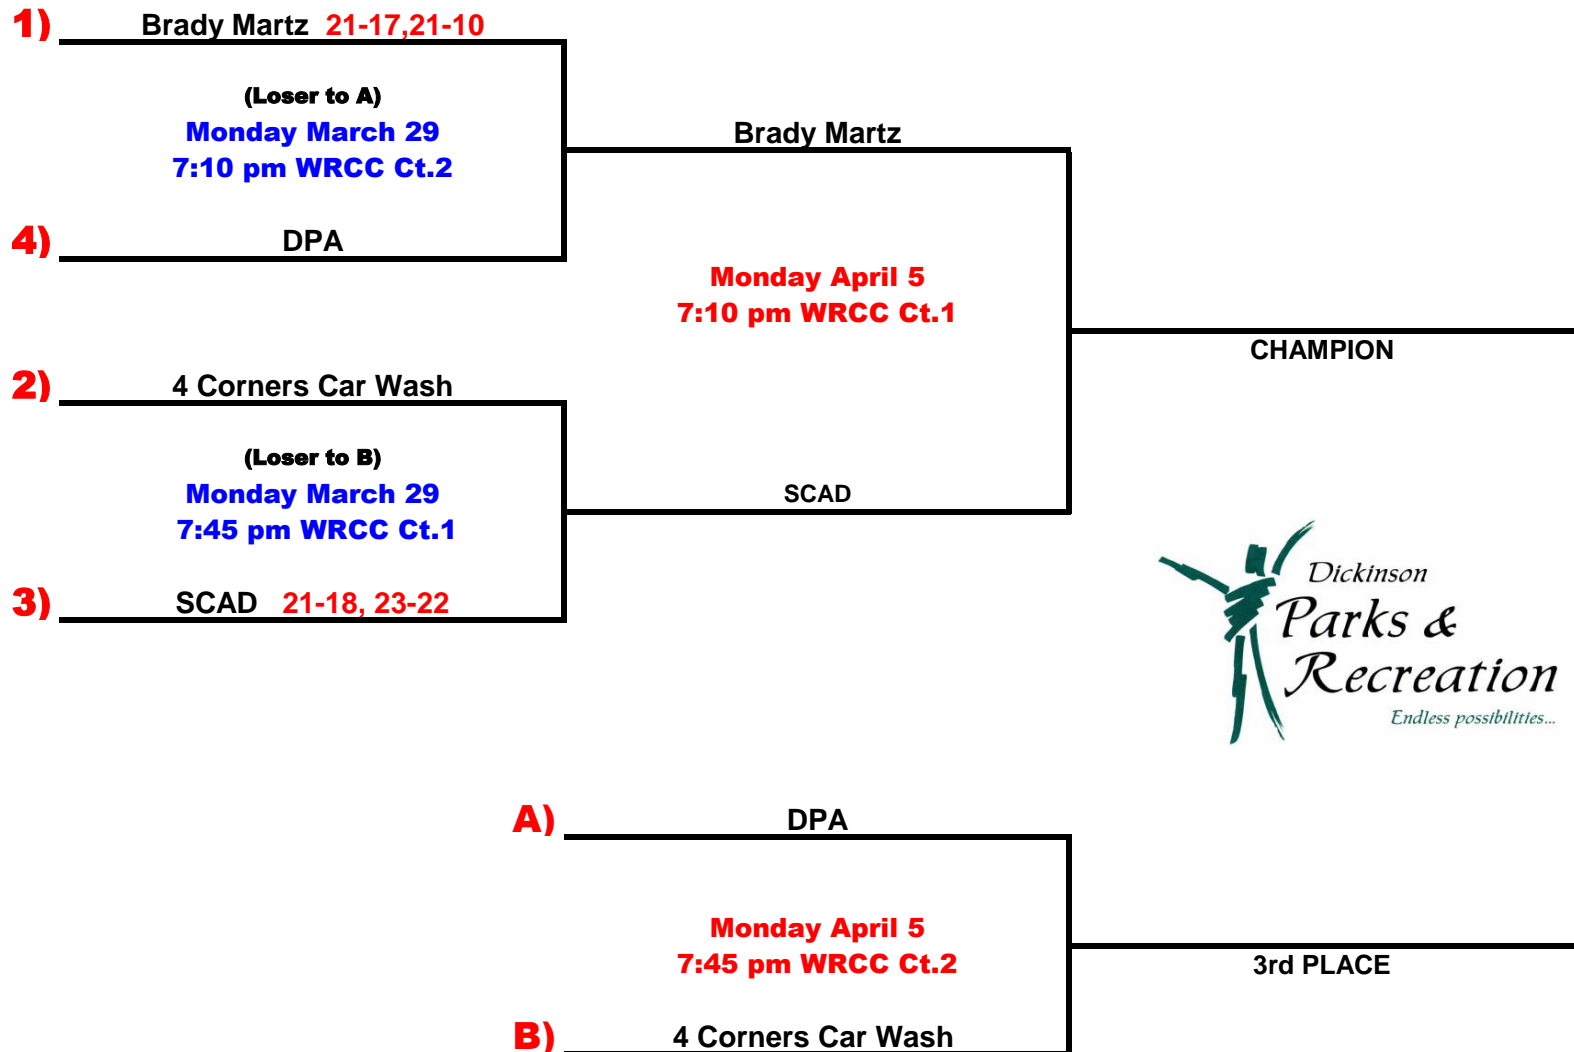 1) Brady Martz 21-17,21-10
(Loser to A)
Monday March 29
7:10 pm WRCC Ct.2
4) DPA
Brady Martz
Monday April 5
7:10 pm WRCC Ct.1
CHAMPION
2) 4 Corners Car Wash
(Loser to B)
Monday March 29
7:45 pm WRCC Ct.1
3) SCAD 21-18, 23-22
SCAD
Dickinson
Parks &
Recreation
Endless possibilities...
A) DPA
Monday April 5
7:45 pm WRCC Ct.2
3rd PLACE
B) 4 Corners Car Wash